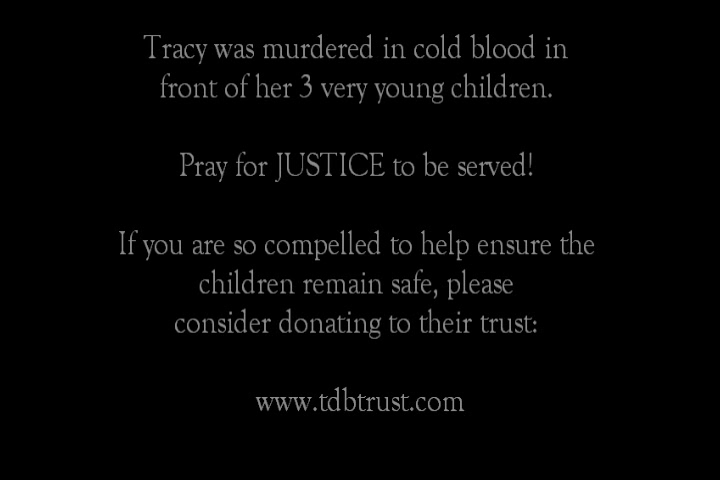 Tracy was murdered in cold blood in
front of her 3 very young children.
Pray for JUSTICE to be served!
If you are so compelled to help ensure the
children remain safe, please
consider donating to their trust:
www.tdbtrust.com